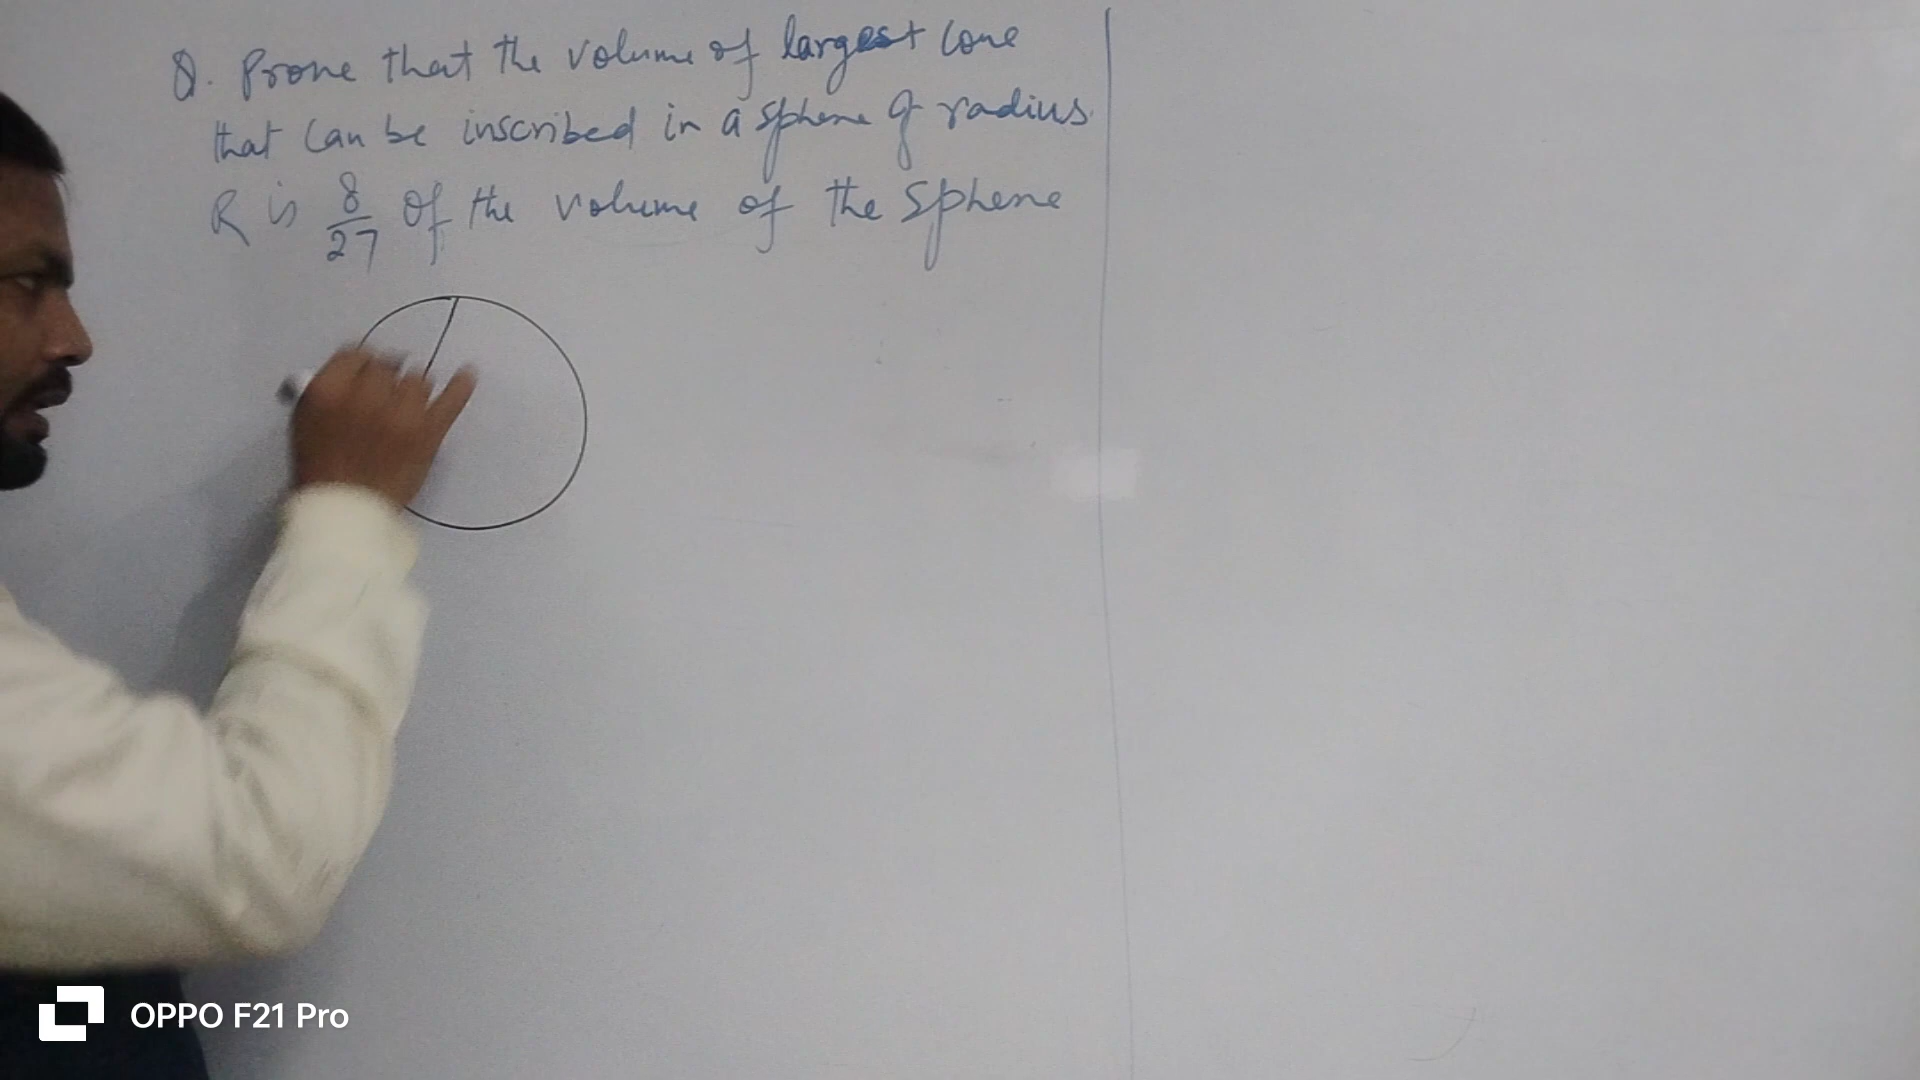 Q. Prove that the volume of largest cone
that can be inscribed in a sphere of radius
R is 8/27 of the volume of the sphere
OPPO F21 Pro